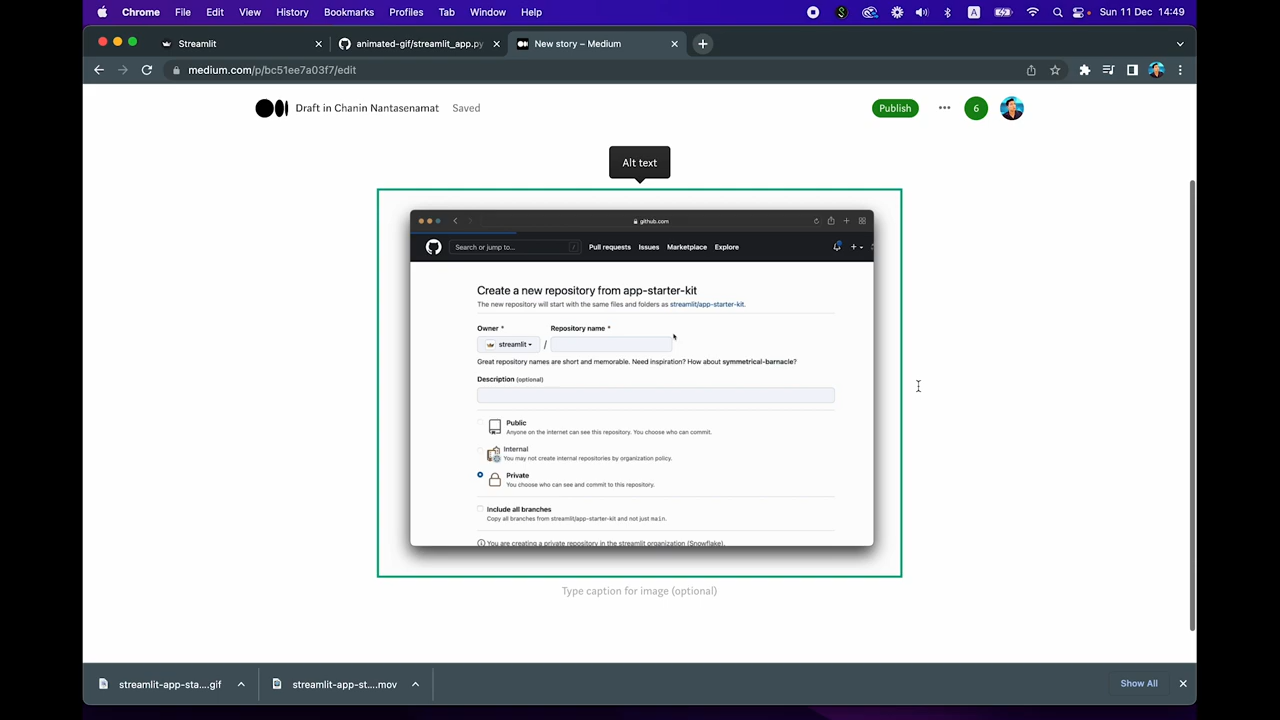 Chrome File Edit View History Bookmarks Profiles Tab Window Help A Sun 11 Dec 14:49
Streamlit animated-gif/streamlit_app.py New story – Medium
medium.com/p/bc51ee7a03f7/edit
Draft in Chanin Nantasenamat Saved Publish 6
Alt text
github.com
Search or jump to... / Pull requests Issues Marketplace Explore
Create a new repository from app-starter-kit
The new repository will start with the same files and folders as streamlit/app-starter-kit.
Owner * Repository name *
streamlit /
Great repository names are short and memorable. Need inspiration? How about symmetrical-barnacle?
Description (optional)
Public
Anyone on the internet can see this repository. You choose who can commit.
Internal
You may not create internal repositories by organization policy.
Private
You choose who can see and commit to this repository.
Include all branches
Copy all branches from streamlit/app-starter-kit and not just main.
You are creating a private repository in the streamlit organization (Snowflake).
Type caption for image (optional)
streamlit-app-sta....gif streamlit-app-st....mov Show All